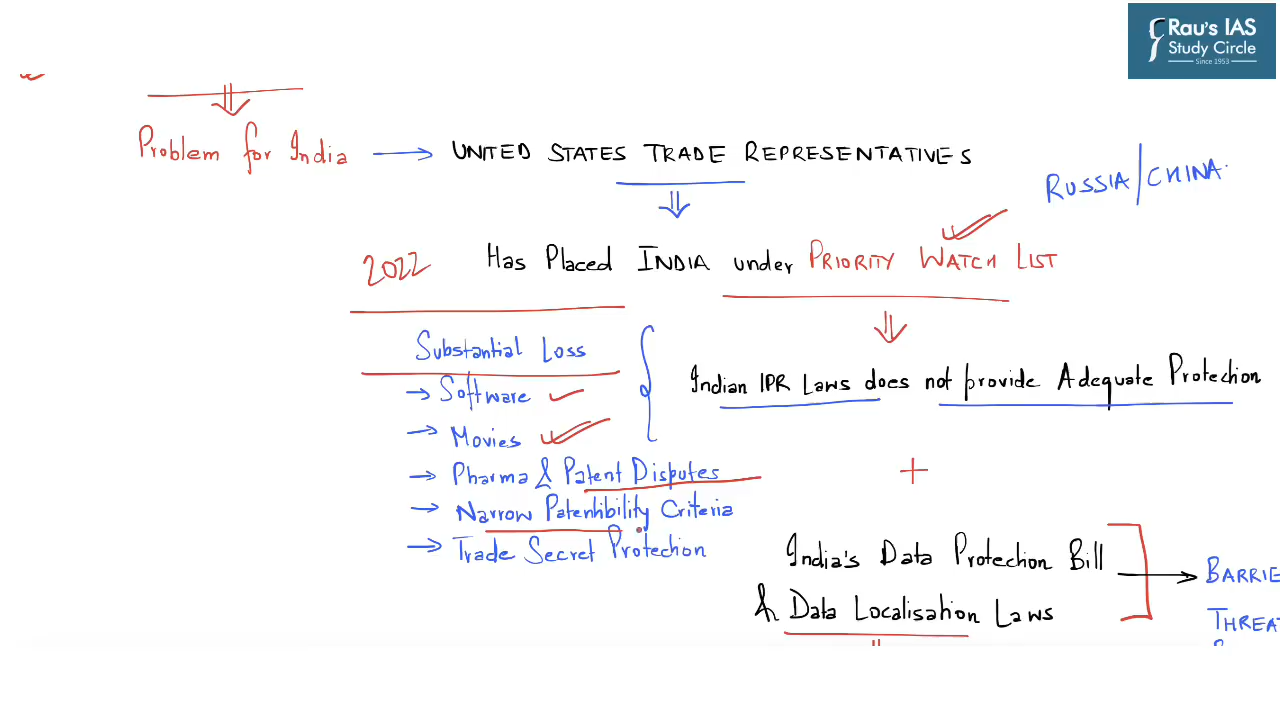 Rau's IAS
Study Circle
Since 1953
Problem for India → UNITED STATES TRADE REPRESENTATIVES
RUSSIA/CHINA
2022 Has Placed INDIA under PRIORITY WATCH LIST
Substantial Loss
→ Software
→ Movies
→ Pharma & Patent Disputes
→ Narrow Patentibility Criteria
→ Trade Secret Protection
Indian IPR Laws does not provide Adequate Protection
+
India's Data Protection Bill
& Data Localisation Laws
→ BARRIE
THREAT